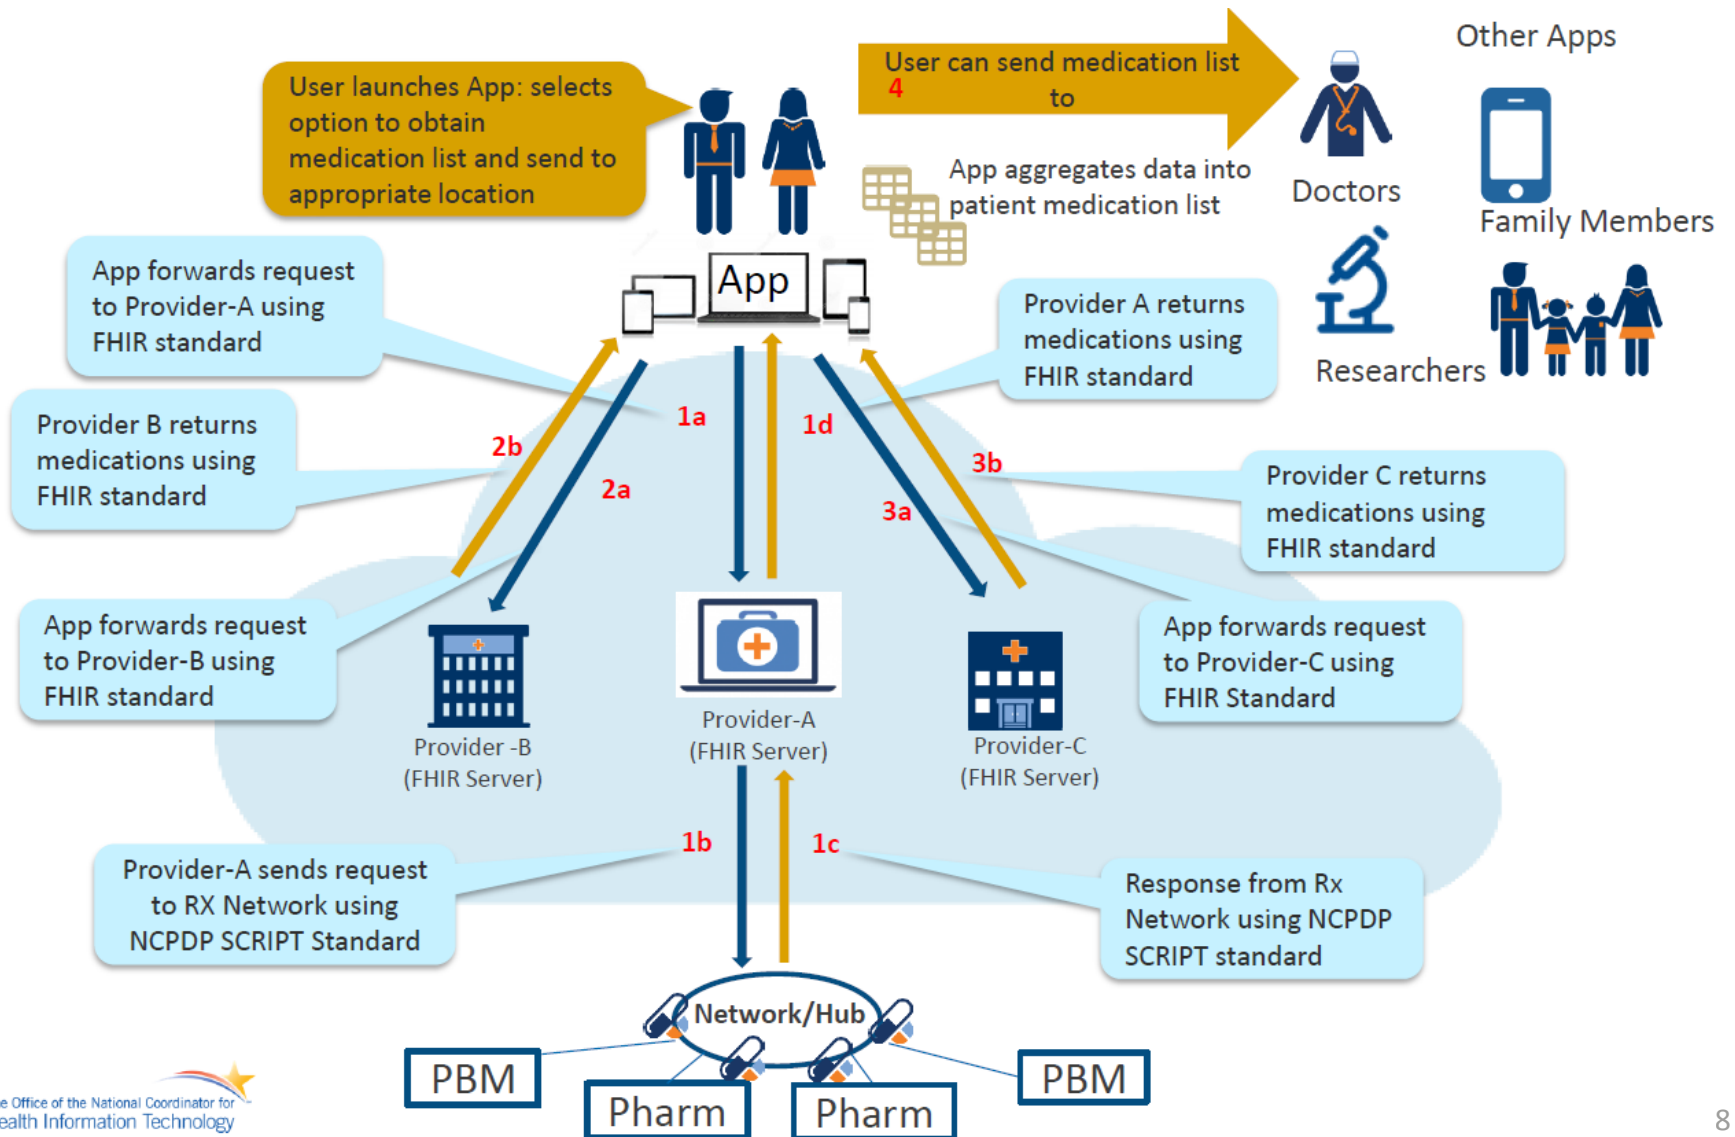 Other Apps
User can send medication list
4
to
User launches App: selects
option to obtain
medication list and send to
appropriate location
App aggregates data into
patient medication list
Doctors
Family Members
Researchers
App
App forwards request
to Provider-A using
FHIR standard
Provider A returns
medications using
FHIR standard
Provider B returns
medications using
FHIR standard
2b
2a
1a
1d
3b
3a
Provider C returns
medications using
FHIR standard
App forwards request
to Provider-B using
FHIR standard
App forwards request
to Provider-C using
FHIR Standard
Provider -B
(FHIR Server)
Provider-A
(FHIR Server)
Provider-C
(FHIR Server)
1b
1c
Provider-A sends request
to RX Network using
NCPDP SCRIPT Standard
Response from Rx
Network using NCPDP
SCRIPT standard
Network/Hub
PBM
Pharm
Pharm
PBM
e Office of the National Coordinator for
ealth Information Technology
8